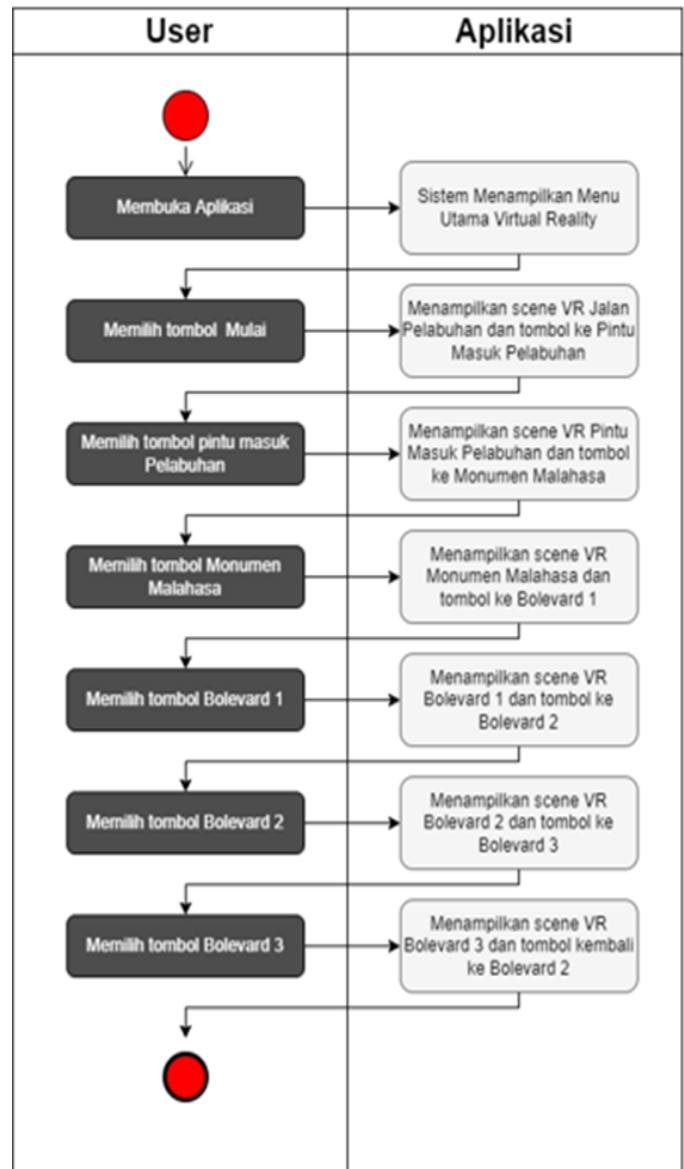 User
Aplikasi
Membuka Aplikasi
Sistem Menampilkan Menu
Utama Virtual Reality
Memilih tombol Mulai
Menampilkan scene VR Jalan
Pelabuhan dan tombol ke Pintu
Masuk Pelabuhan
Memilih tombol pintu masuk
Pelabuhan
Menampilkan scene VR Pintu
Masuk Pelabuhan dan tombol
ke Monumen Malahasa
Memilih tombol Monumen
Malahasa
Menampilkan scene VR
Monumen Malahasa dan
tombol ke Bolevard 1
Memilih tombol Bolevard 1
Menampilkan scene VR
Bolevard 1 dan tombol ke
Bolevard 2
Memilih tombol Bolevard 2
Menampilkan scene VR
Bolevard 2 dan tombol ke
Bolevard 3
Memilih tombol Bolevard 3
Menampilkan scene VR
Bolevard 3 dan tombol kembali
ke Bolevard 2